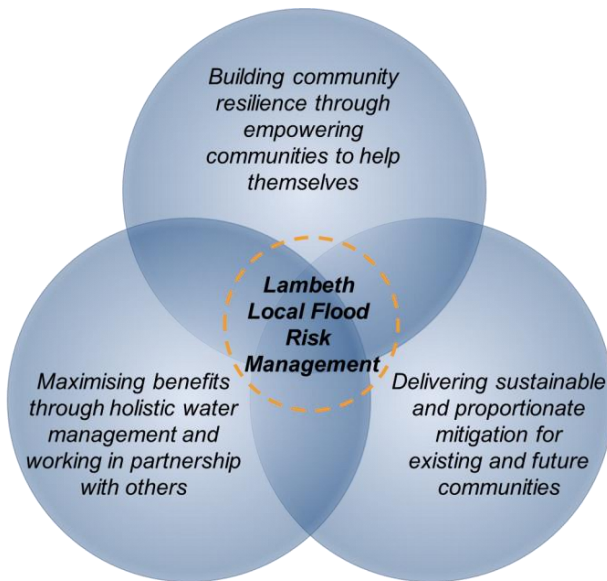 Building community
resilience through
empowering
communities to help
themselves
Lambeth
Local Flood
Risk
Management
Maximising benefits
through holistic water
management and
working in partnership
with others
Delivering sustainable
and proportionate
mitigation for
existing and future
communities